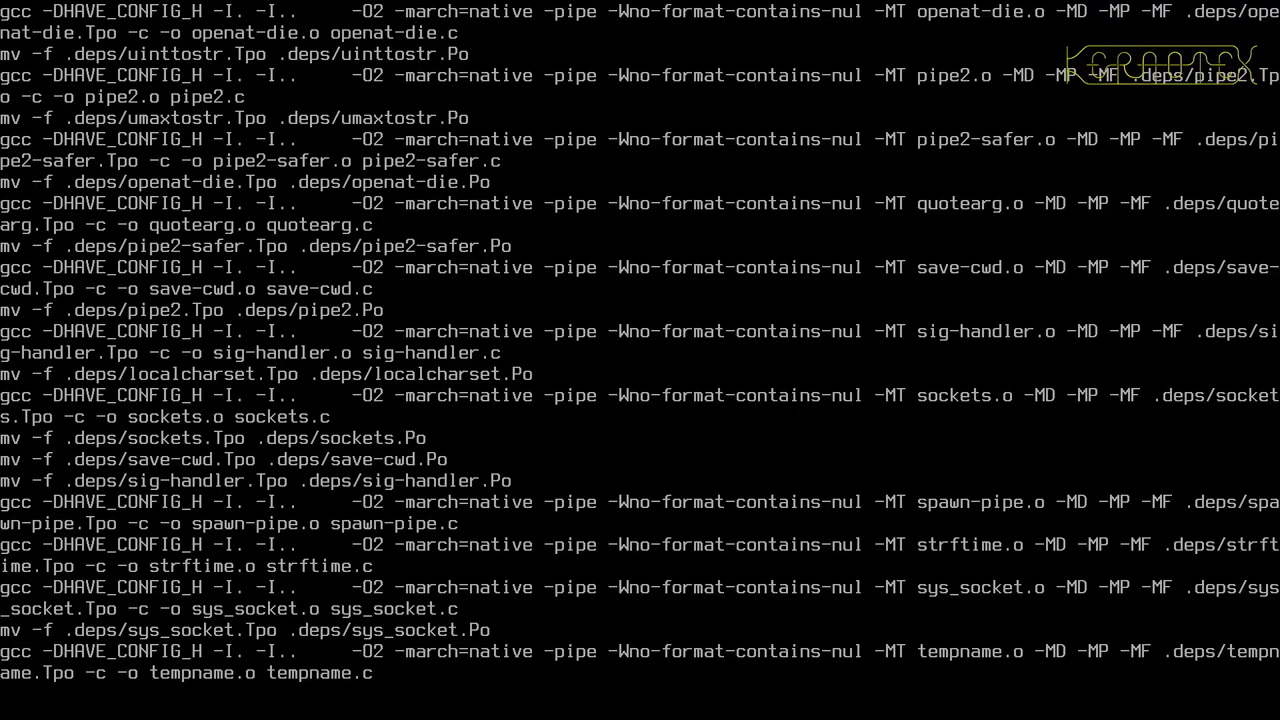 gcc -DHAVE_CONFIG_H -I. -I..     -O2 -march=native -pipe -Wno-format-contains-nul -MT openat-die.o -MD -MP -MF .deps/ope
nat-die.Tpo -c -o openat-die.o openat-die.c
mv -f .deps/uinttostr.Tpo .deps/uinttostr.Po
KERNOTEX
gcc -DHAVE_CONFIG_H -I. -I..     -O2 -march=native -pipe -Wno-format-contains-nul -MT pipe2.o -MD -MP -MF .deps/pipe2.Tp
o -c -o pipe2.o pipe2.c
mv -f .deps/umaxtostr.Tpo .deps/umaxtostr.Po
gcc -DHAVE_CONFIG_H -I. -I..     -O2 -march=native -pipe -Wno-format-contains-nul -MT pipe2-safer.o -MD -MP -MF .deps/pi
pe2-safer.Tpo -c -o pipe2-safer.o pipe2-safer.c
mv -f .deps/openat-die.Tpo .deps/openat-die.Po
gcc -DHAVE_CONFIG_H -I. -I..     -O2 -march=native -pipe -Wno-format-contains-nul -MT quotearg.o -MD -MP -MF .deps/quote
arg.Tpo -c -o quotearg.o quotearg.c
mv -f .deps/pipe2-safer.Tpo .deps/pipe2-safer.Po
gcc -DHAVE_CONFIG_H -I. -I..     -O2 -march=native -pipe -Wno-format-contains-nul -MT save-cwd.o -MD -MP -MF .deps/save-
cwd.Tpo -c -o save-cwd.o save-cwd.c
mv -f .deps/pipe2.Tpo .deps/pipe2.Po
gcc -DHAVE_CONFIG_H -I. -I..     -O2 -march=native -pipe -Wno-format-contains-nul -MT sig-handler.o -MD -MP -MF .deps/si
g-handler.Tpo -c -o sig-handler.o sig-handler.c
mv -f .deps/localcharset.Tpo .deps/localcharset.Po
gcc -DHAVE_CONFIG_H -I. -I..     -O2 -march=native -pipe -Wno-format-contains-nul -MT sockets.o -MD -MP -MF .deps/socket
s.Tpo -c -o sockets.o sockets.c
mv -f .deps/sockets.Tpo .deps/sockets.Po
mv -f .deps/save-cwd.Tpo .deps/save-cwd.Po
mv -f .deps/sig-handler.Tpo .deps/sig-handler.Po
gcc -DHAVE_CONFIG_H -I. -I..     -O2 -march=native -pipe -Wno-format-contains-nul -MT spawn-pipe.o -MD -MP -MF .deps/spa
wn-pipe.Tpo -c -o spawn-pipe.o spawn-pipe.c
gcc -DHAVE_CONFIG_H -I. -I..     -O2 -march=native -pipe -Wno-format-contains-nul -MT strftime.o -MD -MP -MF .deps/strft
ime.Tpo -c -o strftime.o strftime.c
gcc -DHAVE_CONFIG_H -I. -I..     -O2 -march=native -pipe -Wno-format-contains-nul -MT sys_socket.o -MD -MP -MF .deps/sys
_socket.Tpo -c -o sys_socket.o sys_socket.c
mv -f .deps/sys_socket.Tpo .deps/sys_socket.Po
gcc -DHAVE_CONFIG_H -I. -I..     -O2 -march=native -pipe -Wno-format-contains-nul -MT tempname.o -MD -MP -MF .deps/tempn
ame.Tpo -c -o tempname.o tempname.c